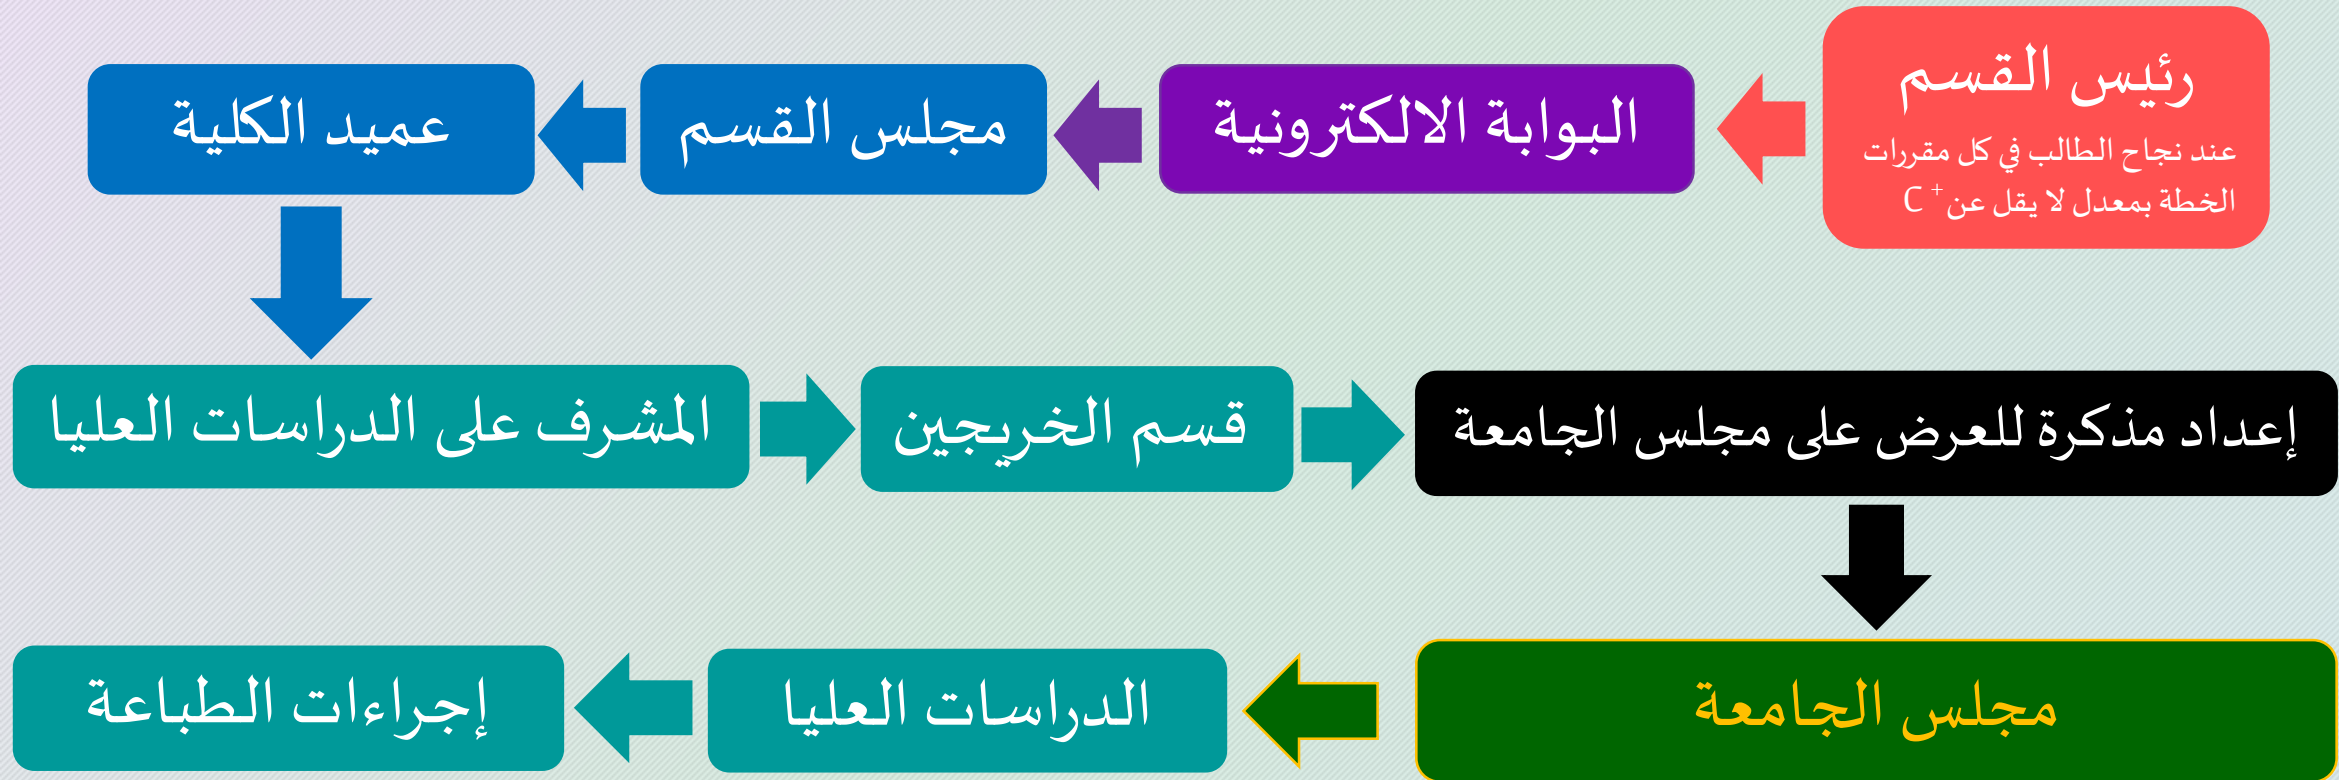 رئيس القسم
عند نجاح الطالب في كل مقررات
الخطة بمعدل لا يقل عن C +
البوابة الالكترونية
مجلس القسم
عميد الكلية
المشرف على الدراسات العليا
قسم الخريجين
إعداد مذكرة للعرض على مجلس الجامعة
مجلس الجامعة
الدراسات العليا
إجراءات الطباعة